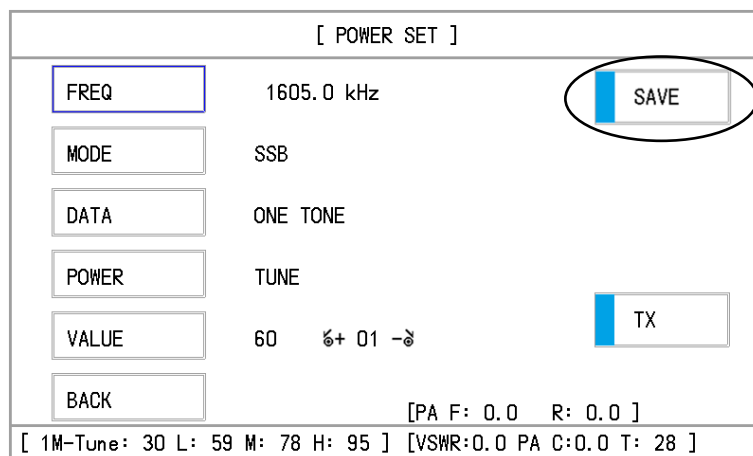 [ POWER SET ]
FREQ 1605.0 kHz SAVE
MODE SSB
DATA ONE TONE
POWER TUNE
TX
VALUE 60 + 01 -
BACK
[PA F: 0.0 R: 0.0 ]
[ 1M-Tune: 30 L: 59 M: 78 H: 95 ] [VSWR:0.0 PA C:0.0 T: 28 ]